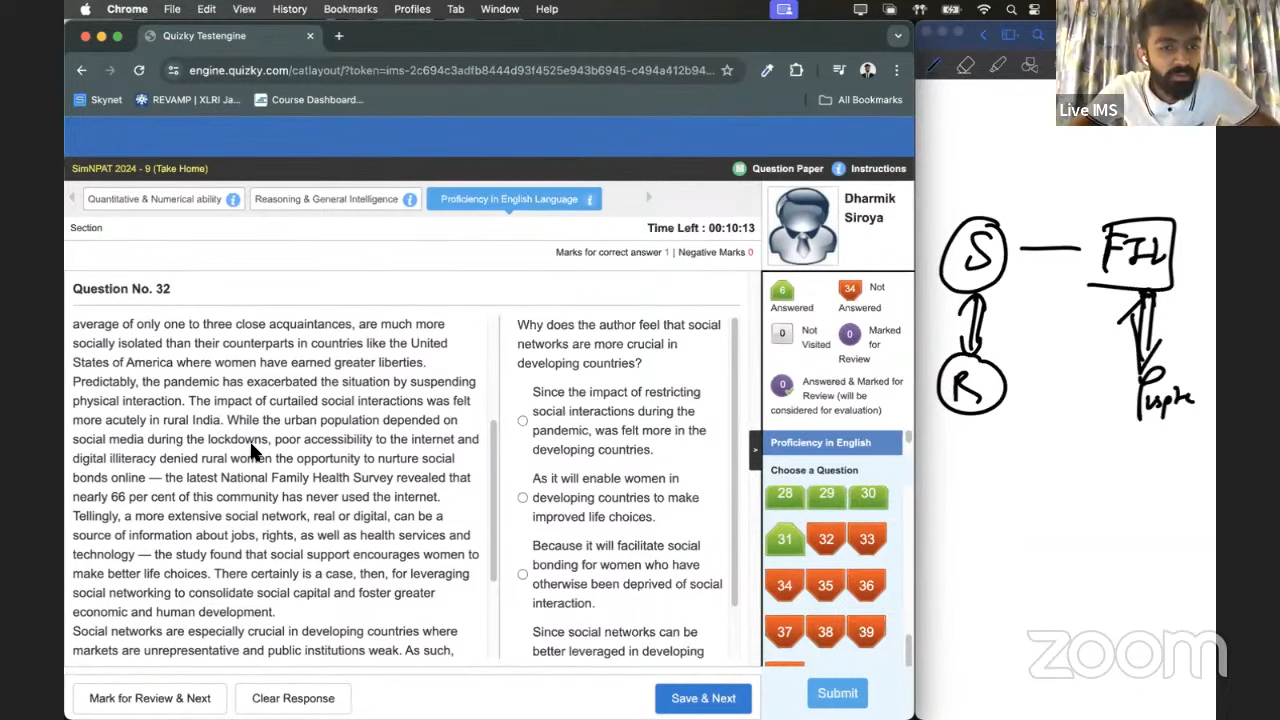 Chrome File Edit View History Bookmarks Profiles Tab Window Help
Quizky Testengine
engine.quizky.com/catlayout/?token=ims-2c694c3adfb8444d93f4525e943b6945-c494a412b94...
Skynet REVAMP | XLRI Ja... Course Dashboard... All Bookmarks
Live IMS
SimNPAT 2024 - 9 (Take Home)
Question Paper Instructions
Quantitative & Numerical ability Reasoning & General Intelligence Proficiency in English Language
Section
Time Left : 00:10:13
Marks for correct answer 1 | Negative Marks 0
Dharmik
Siroya
Question No. 32
average of only one to three close acquaintances, are much more
socially isolated than their counterparts in countries like the United
States of America where women have earned greater liberties.
Predictably, the pandemic has exacerbated the situation by suspending
physical interaction. The impact of curtailed social interactions was felt
more acutely in rural India. While the urban population depended on
social media during the lockdowns, poor accessibility to the internet and
digital illiteracy denied rural women the opportunity to nurture social
bonds online — the latest National Family Health Survey revealed that
nearly 66 per cent of this community has never used the internet.
Tellingly, a more extensive social network, real or digital, can be a
source of information about jobs, rights, as well as health services and
technology — the study found that social support encourages women to
make better life choices. There certainly is a case, then, for leveraging
social networking to consolidate social capital and foster greater
economic and human development.
Social networks are especially crucial in developing countries where
markets are unrepresentative and public institutions weak. As such,
Why does the author feel that social
networks are more crucial in
developing countries?
Since the impact of restricting
social interactions during the
pandemic, was felt more in the
developing countries.
As it will enable women in
developing countries to make
improved life choices.
Because it will facilitate social
bonding for women who have
otherwise been deprived of social
interaction.
Since social networks can be
better leveraged in developing
6 Answered
34 Not Answered
0 Not Visited
0 Marked for Review
0 Answered & Marked for
Review (will be
considered for evaluation)
Proficiency in English
Choose a Question
28 29 30
31 32 33
34 35 36
37 38 39
Mark for Review & Next Clear Response Save & Next Submit
S FIL
R
zoom